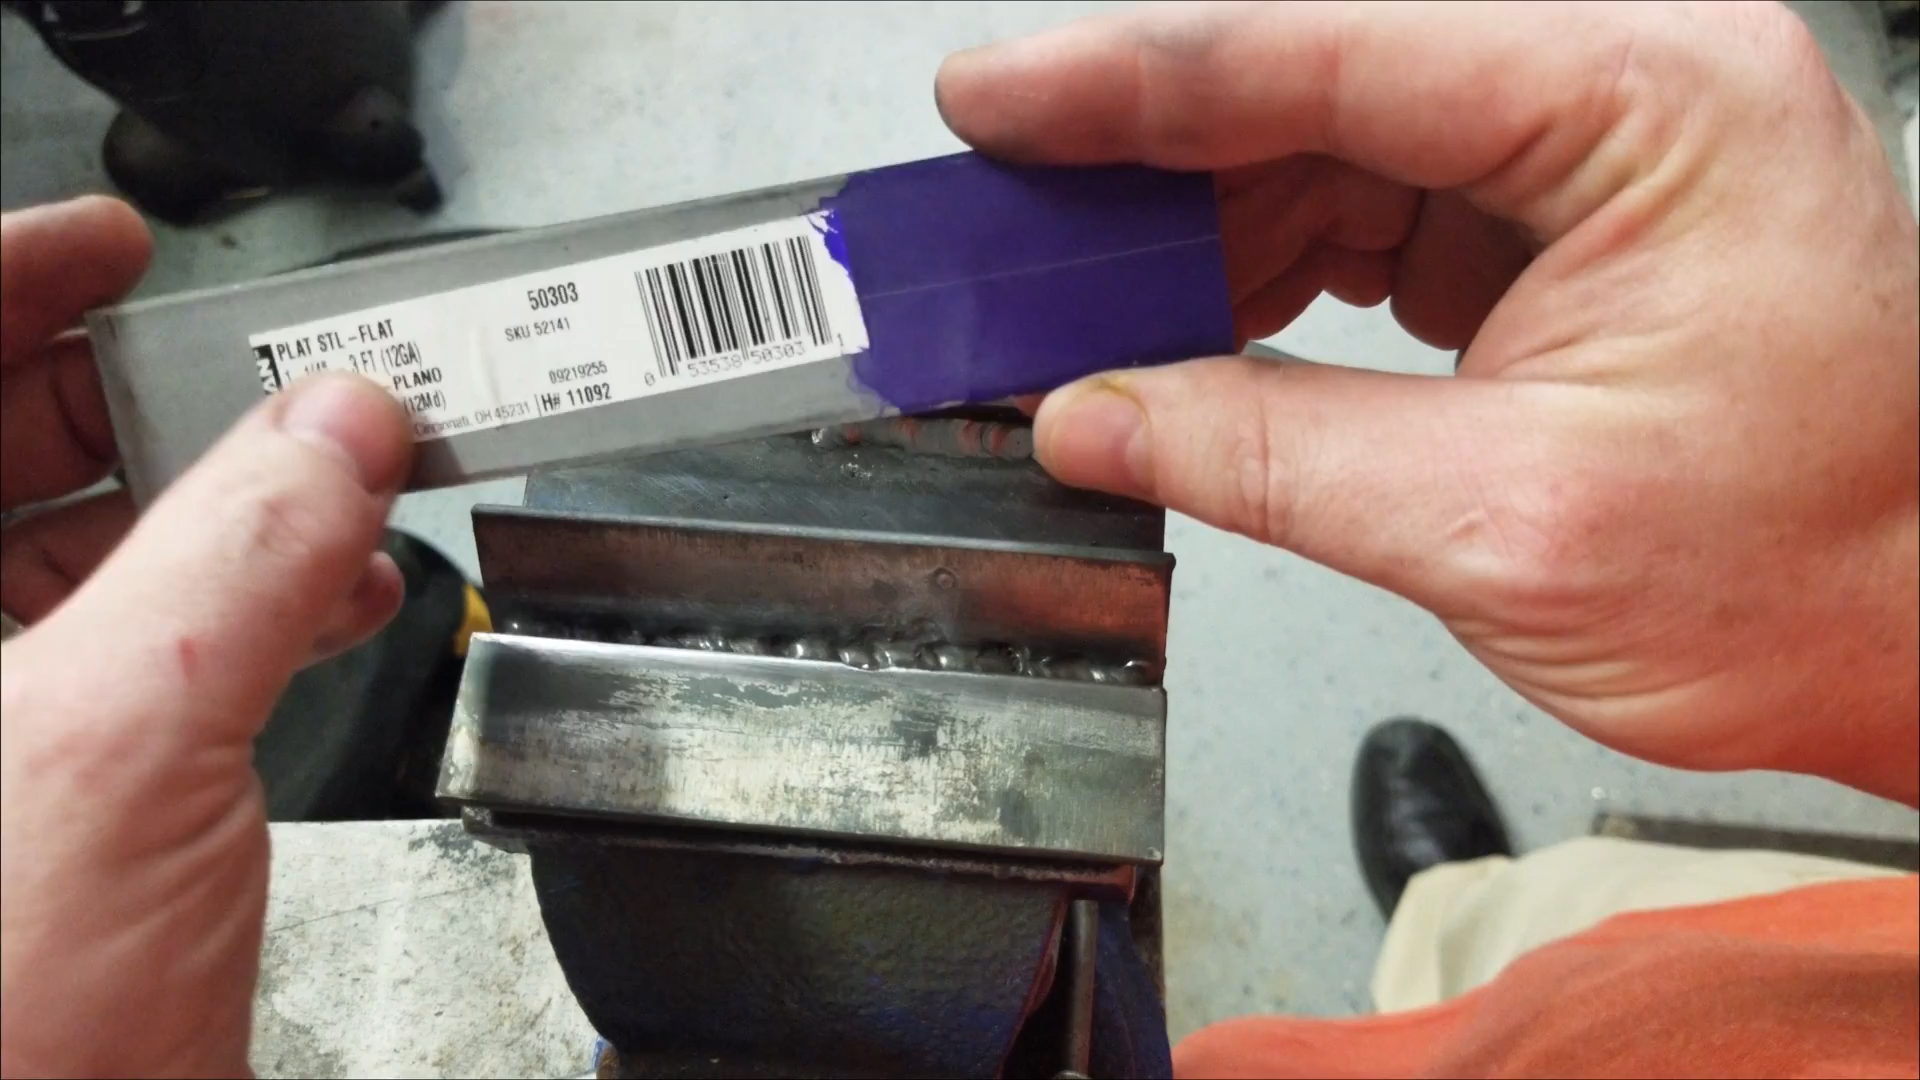 PLAT STL-FLAT
3 FT (12GA)
-PLANO
(12Md)
Cincinnati, OH 45231
H# 11092
50303
SKU 52141
09219255
0 53538 50303 1